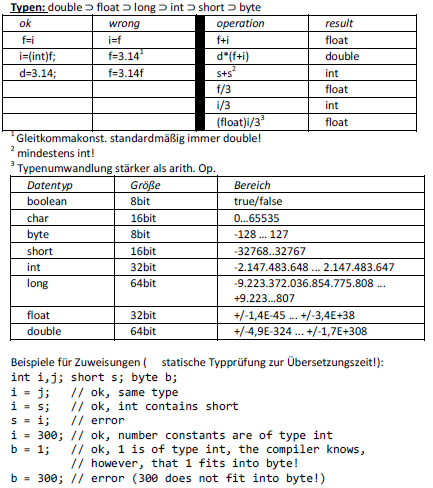 Typen: double ⊃ float ⊃ long ⊃ int ⊃ short ⊃ byte
ok wrong operation result
f=i i=f f+i float
i=(int)f; f=3.14¹ d*(f+i) double
d=3.14; f=3.14f s+s² int
f/3 float
i/3 int
(float)i/3³ float
¹ Gleitkommakonst. standardmäßig immer double!
² mindestens int!
³ Typenumwandlung stärker als arith. Op.
Datentyp Größe Bereich
boolean 8bit true/false
char 16bit 0...65535
byte 8bit -128 ... 127
short 16bit -32768..32767
int 32bit -2.147.483.648 ... 2.147.483.647
long 64bit -9.223.372.036.854.775.808 ...
+9.223...807
float 32bit +/-1,4E-45 ... +/-3,4E+38
double 64bit +/-4,9E-324 ... +/-1,7E+308
Beispiele für Zuweisungen ( statische Typprüfung zur Übersetzungszeit!):
int i,j; short s; byte b;
i = j; // ok, same type
i = s; // ok, int contains short
s = i; // error
i = 300; // ok, number constants are of type int
b = 1; // ok, 1 is of type int, the compiler knows,
// however, that 1 fits into byte!
b = 300; // error (300 does not fit into byte!)